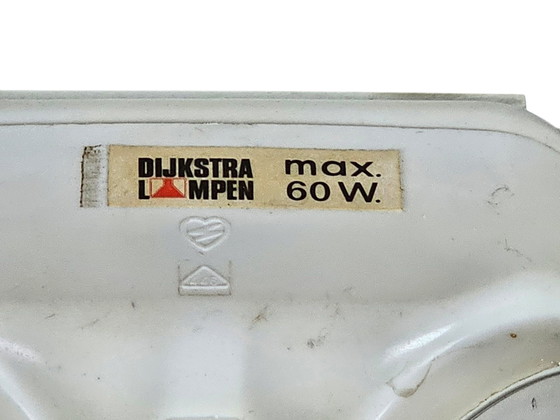 DIJKSTRA
LAMPEN
max.
60 W.